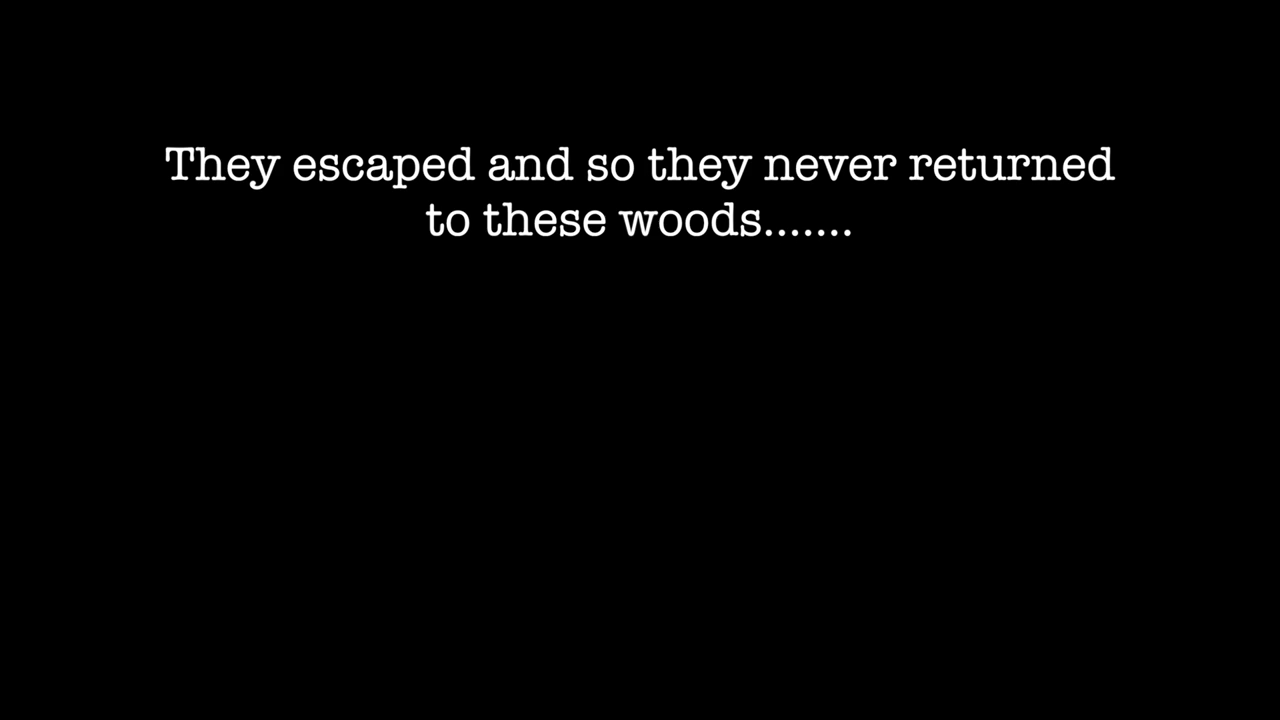 They escaped and so they never returned
to these woods.......